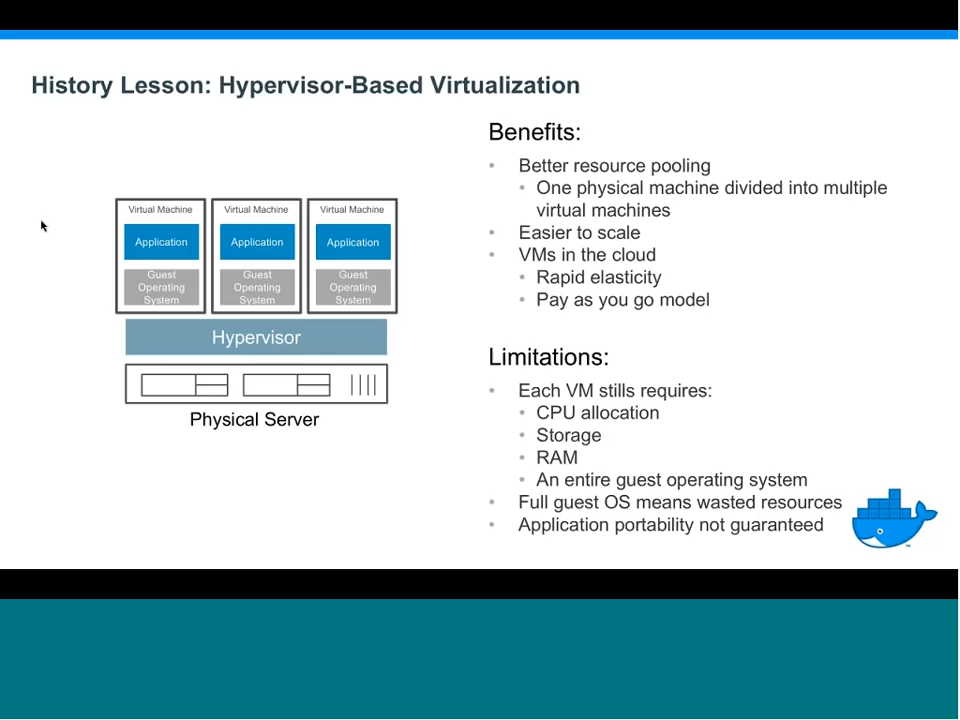 History Lesson: Hypervisor-Based Virtualization
Virtual Machine
Application
Guest
Operating
System
Virtual Machine
Application
Guest
Operating
System
Virtual Machine
Application
Guest
Operating
System
Hypervisor
Physical Server
Benefits:
• Better resource pooling
• One physical machine divided into multiple
virtual machines
• Easier to scale
• VMs in the cloud
• Rapid elasticity
• Pay as you go model
Limitations:
• Each VM stills requires:
• CPU allocation
• Storage
• RAM
• An entire guest operating system
• Full guest OS means wasted resources
• Application portability not guaranteed